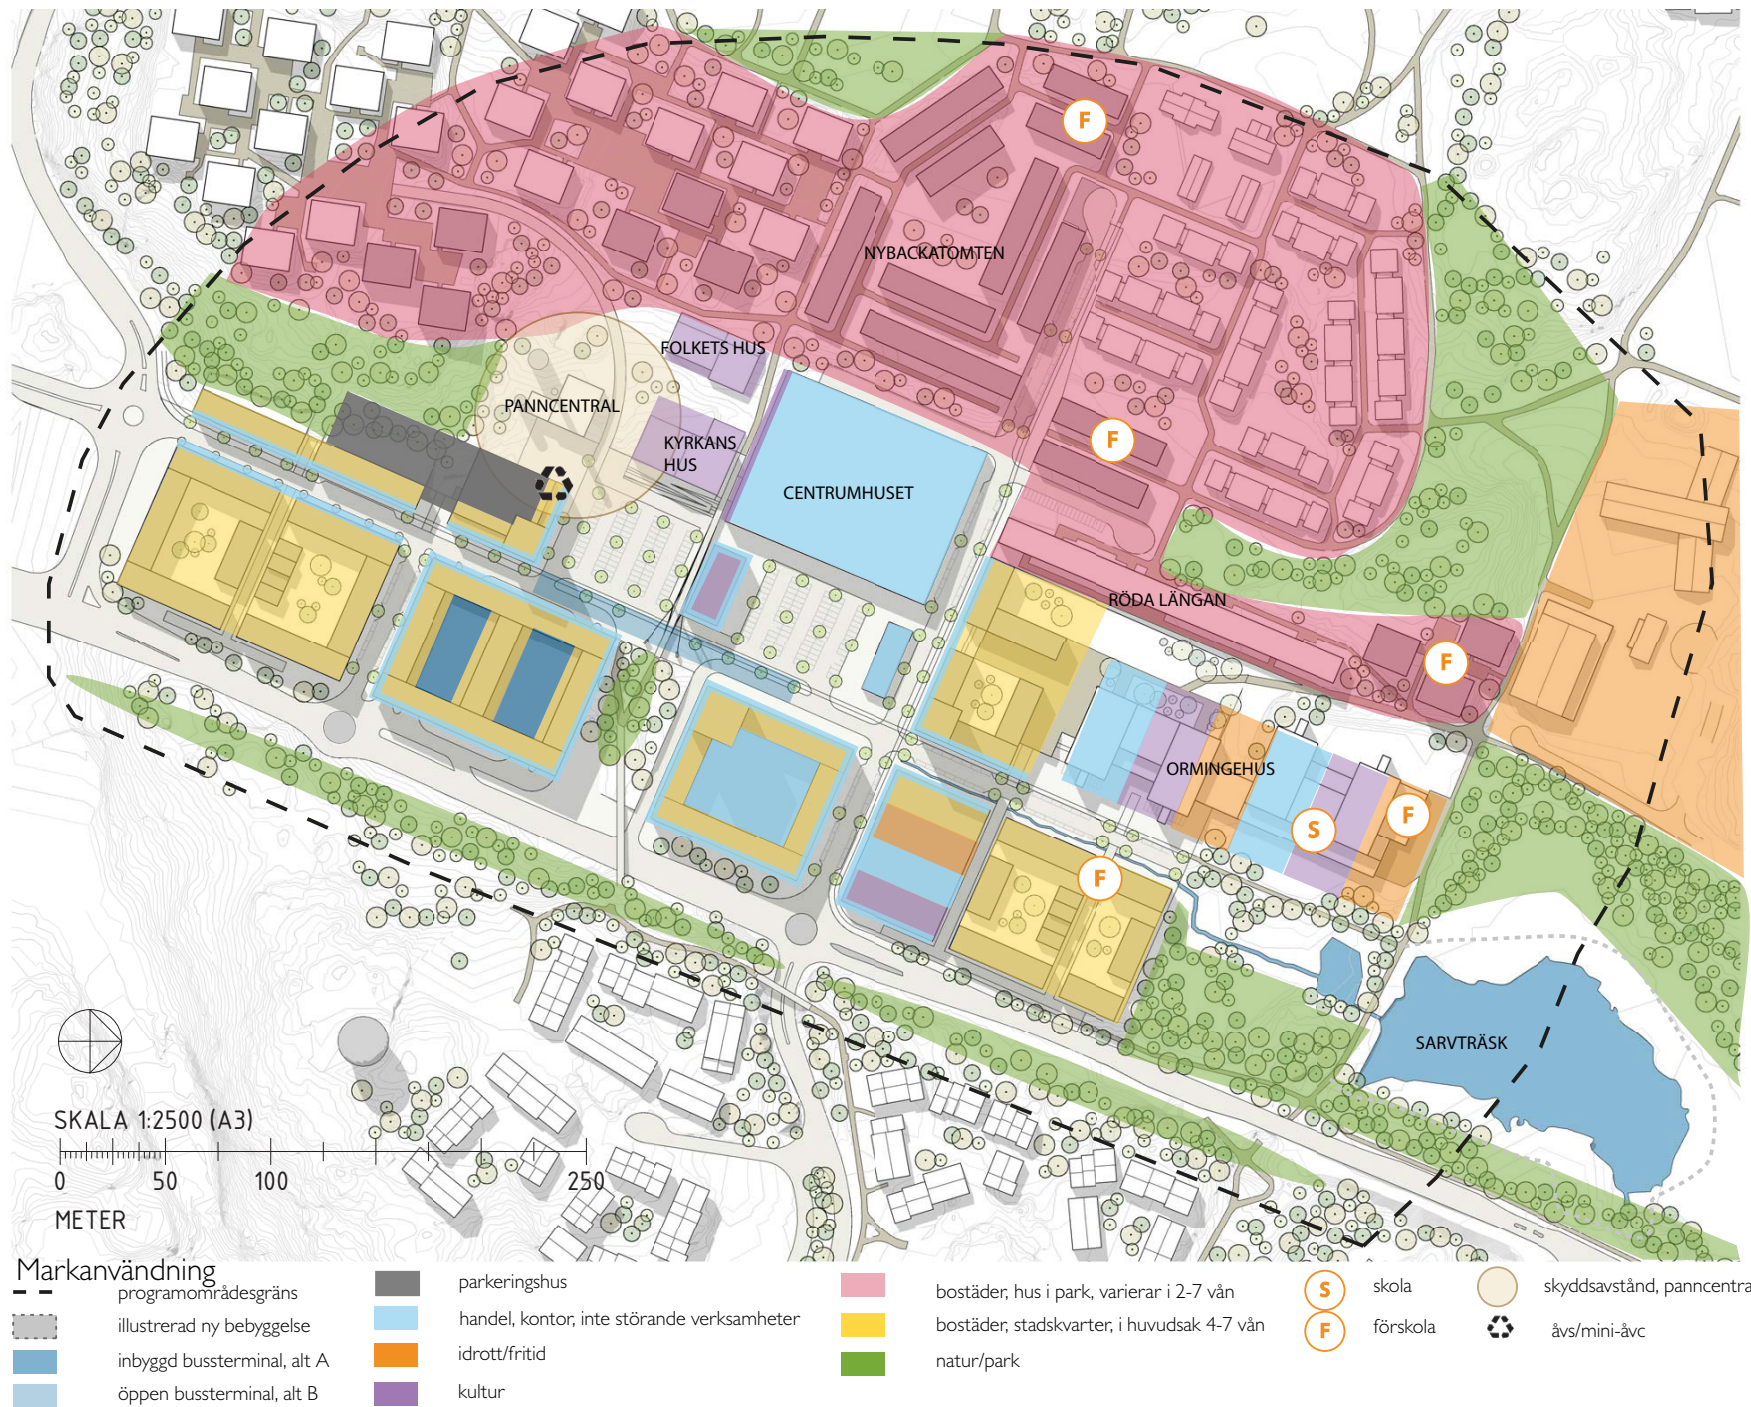 F
NYBACKATOMTEN
FOLKETS HUS
PANNCENTRAL
KYRKANS
HUS
F
CENTRUMHUSET
RÖDA LÄNGAN
F
ORMINGEHUS
S
F
F
SARVTRÄSK
SKALA 1:2500 (A3)
0 50 100 250
METER
Markanvändning
programområdesgräns
illustrerad ny bebyggelse
inbyggd bussterminal, alt A
öppen bussterminal, alt B
parkeringshus
handel, kontor, inte störande verksamheter
idrott/fritid
kultur
bostäder, hus i park, varierar i 2-7 vån
bostäder, stadskvarter, i huvudsak 4-7 vån
natur/park
S skola
F förskola
skyddsavstånd, panncentra
åvs/mini-åvc